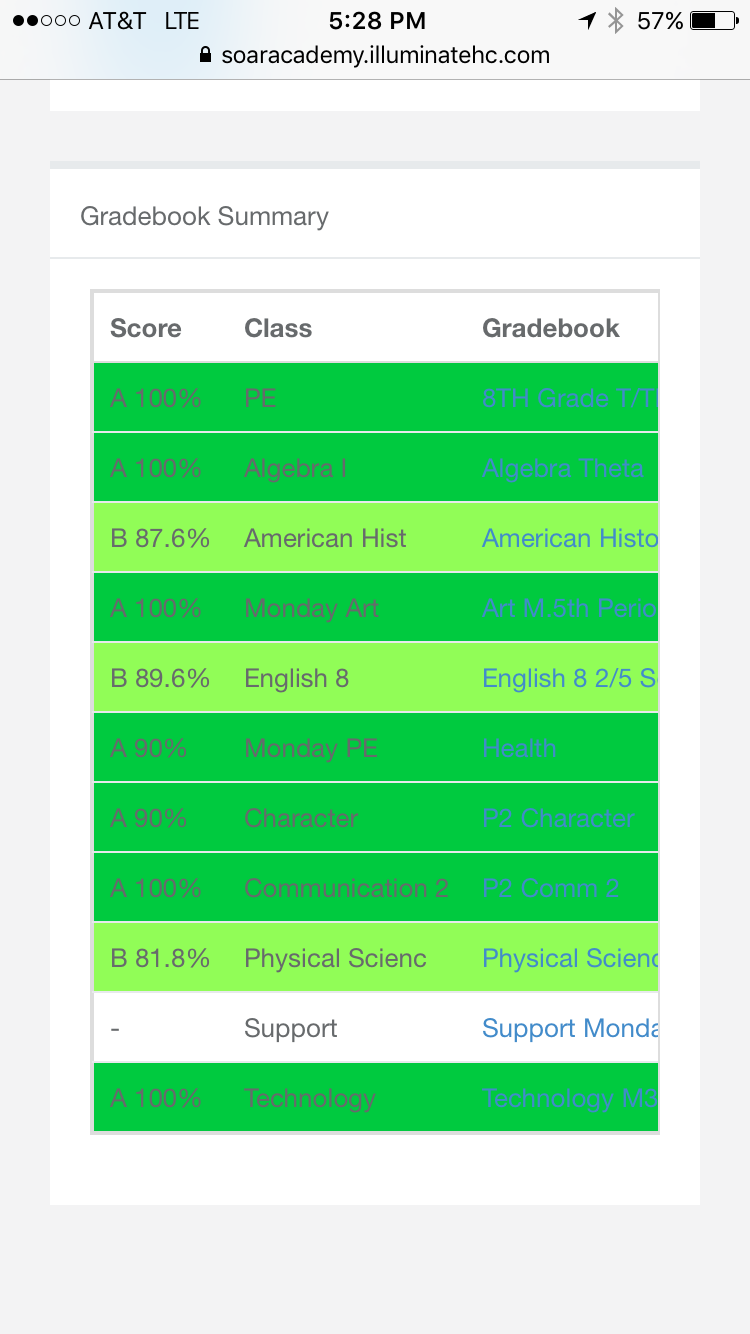 AT&T LTE 5:28 PM 57%
soaracademy.illuminatehc.com
Gradebook Summary
Score Class Gradebook
A 100% PE 8TH Grade T/T
A 100% Algebra I Algebra Theta
B 87.6% American Hist American Histo
A 100% Monday Art Art M.5th Perio
B 89.6% English 8 English 8 2/5 S
A 90% Monday PE Health
A 90% Character P2 Character
A 100% Communication 2 P2 Comm 2
B 81.8% Physical Scienc Physical Scienc
- Support Support Monda
A 100% Technology Technology M3